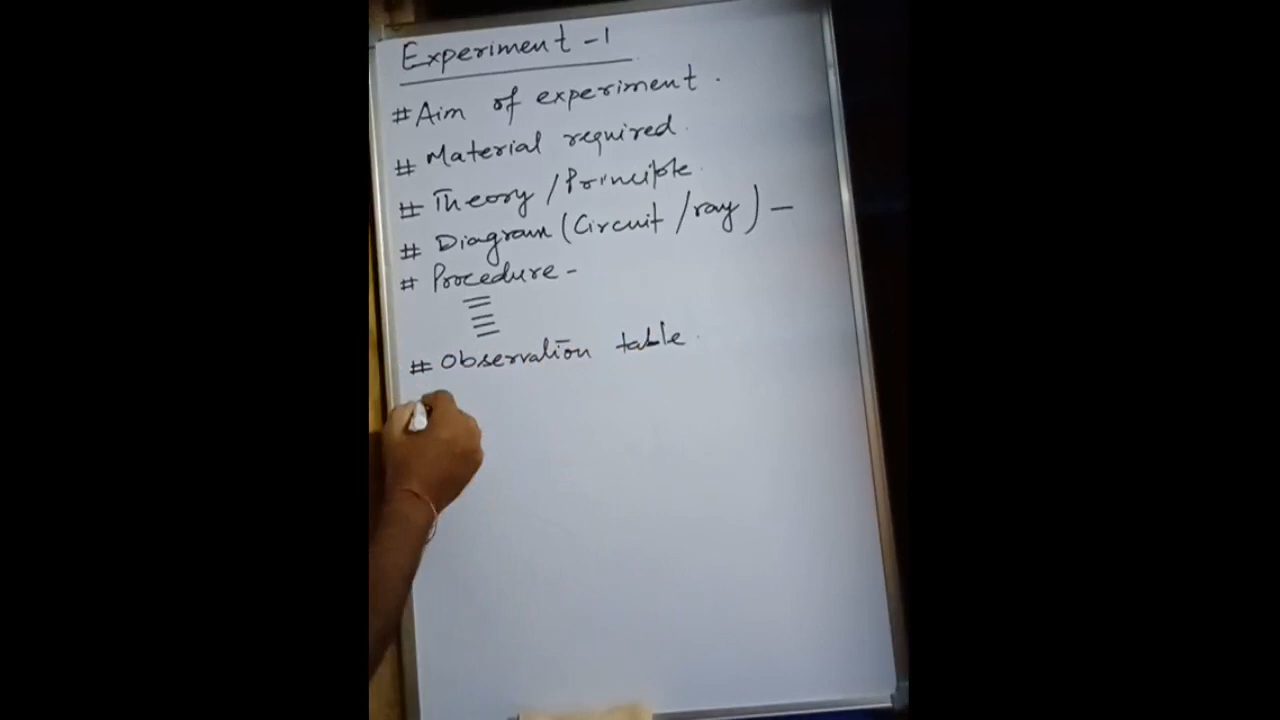 Experiment -1
# Aim of experiment.
# Material required.
# Theory / Principle.
# Diagram (Circuit / ray) -
# Procedure -
# Observation table.